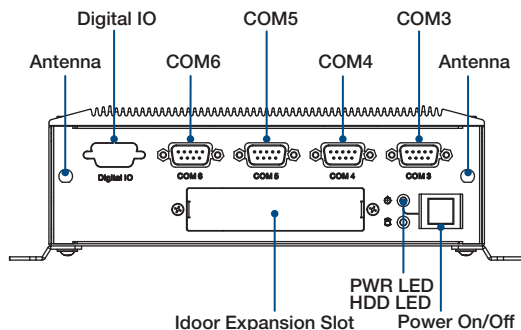 Digital IO
COM5
COM3
Antenna
COM6
COM4
Antenna
Digital IO
COM 6
COM 5
COM 4
COM 3
PWR LED
HDD LED
Idoor Expansion Slot
Power On/Off